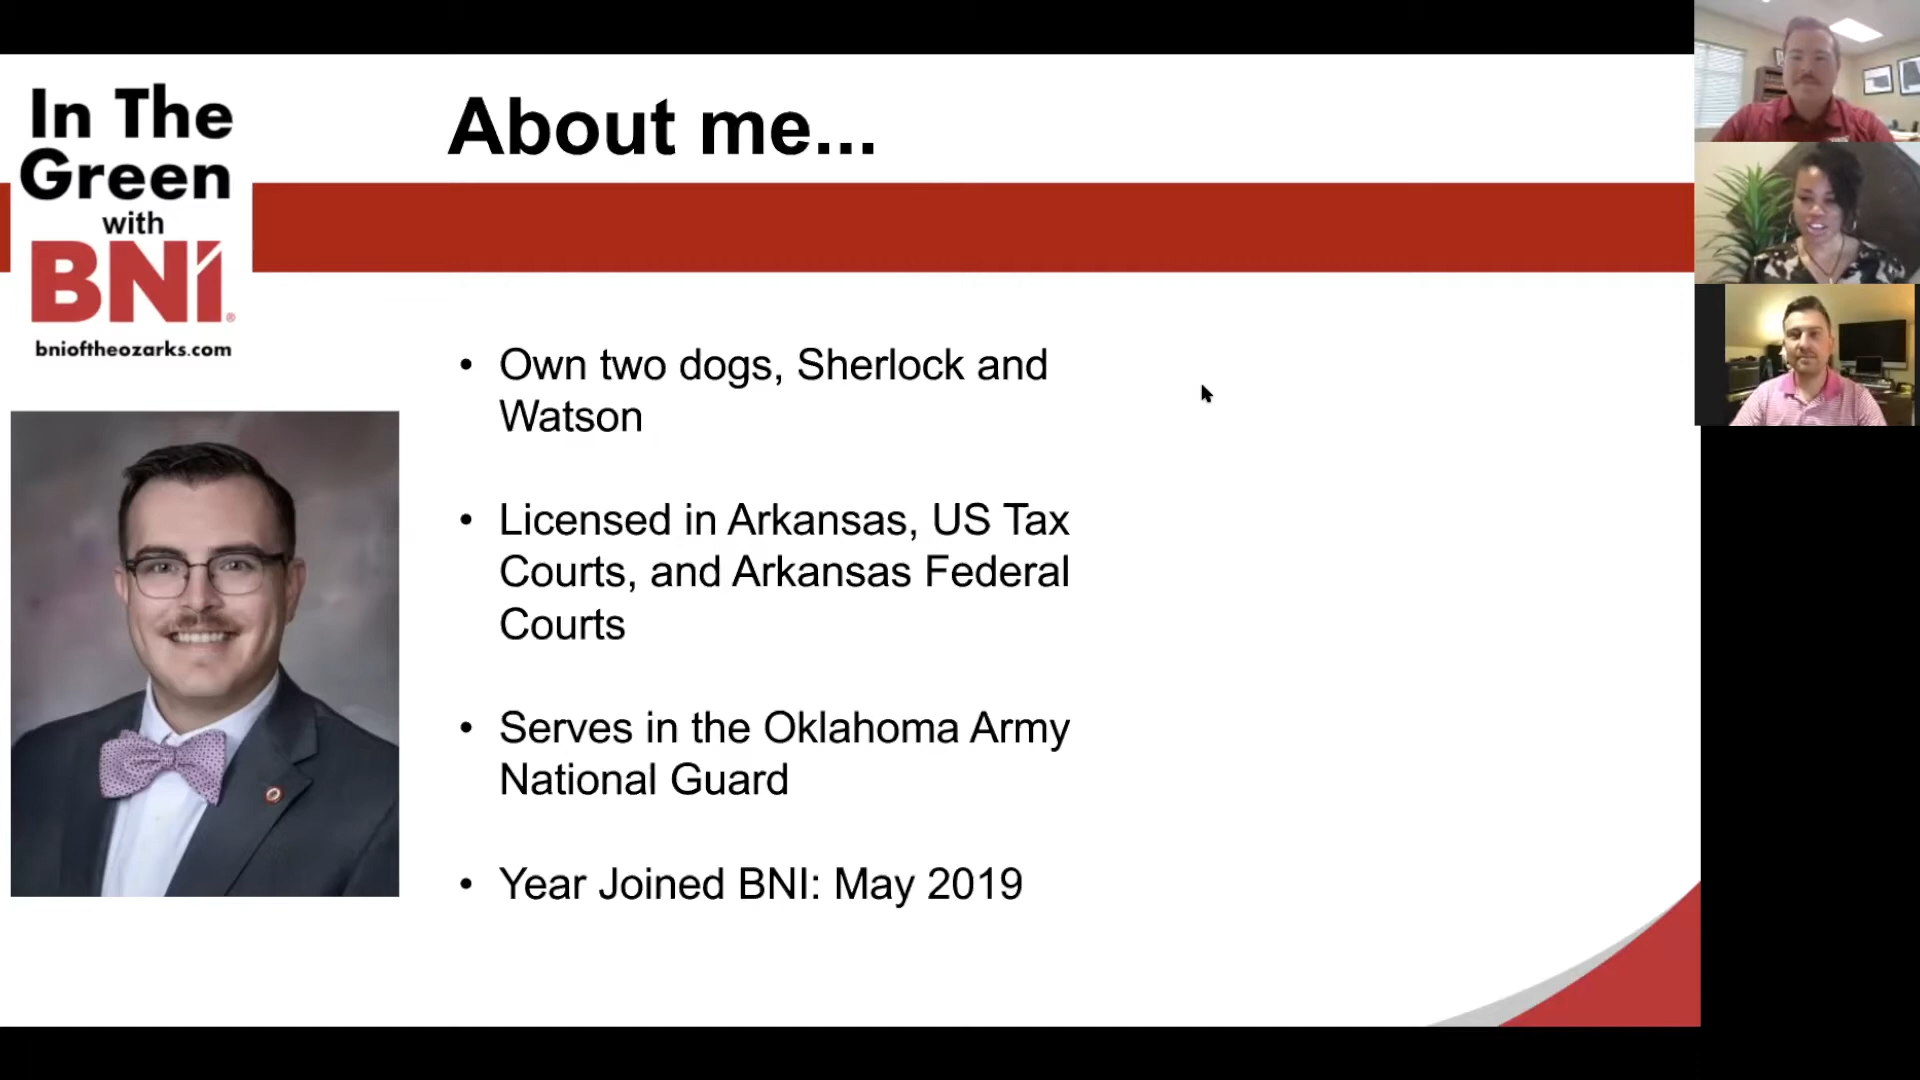 In The
Green
with
BNI®
bnioftheozarks.com
About me...
• Own two dogs, Sherlock and
Watson
• Licensed in Arkansas, US Tax
Courts, and Arkansas Federal
Courts
• Serves in the Oklahoma Army
National Guard
• Year Joined BNI: May 2019